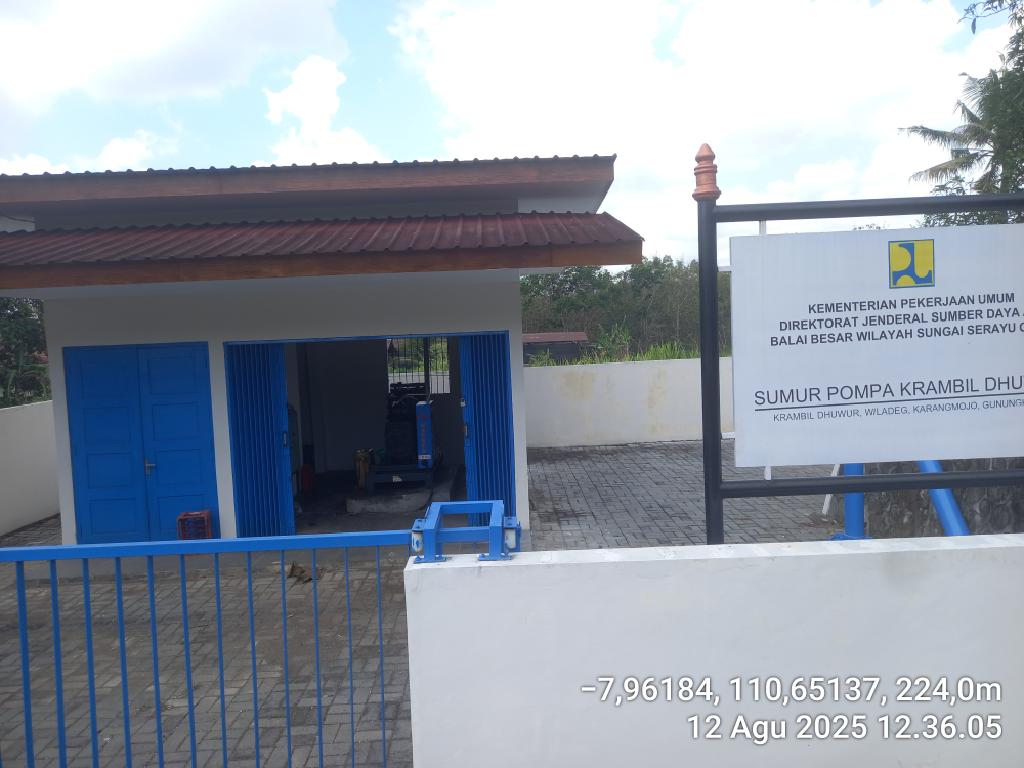 KEMENTERIAN PEKERJAAN UMUM
DIREKTORAT JENDERAL SUMBER DAYA
BALAI BESAR WILAYAH SUNGAI SERAYU
SUMUR POMPA KRAMBIL DHU
KRAMBIL DHUWUR, WILADEG, KARANGMOJO, GUNUNG
-7,96184, 110,65137, 224,0m
12 Agu 2025 12.36.05